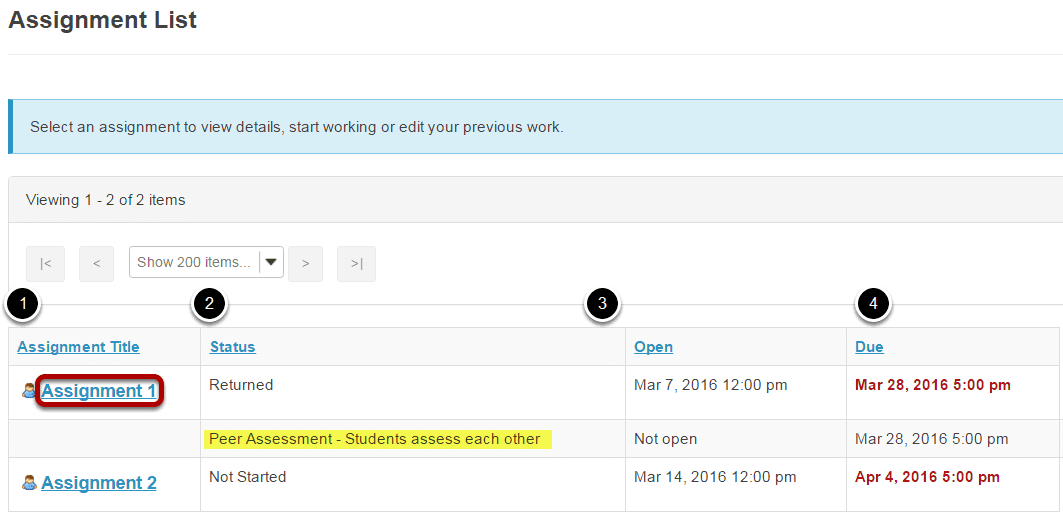 Assignment List
Select an assignment to view details, start working or edit your previous work.
Viewing 1 - 2 of 2 items
|< < Show 200 items... > >|
1 2 3 4
Assignment Title Status Open Due
Assignment 1 Returned Mar 7, 2016 12:00 pm Mar 28, 2016 5:00 pm
Peer Assessment - Students assess each other Not open Mar 28, 2016 5:00 pm
Assignment 2 Not Started Mar 14, 2016 12:00 pm Apr 4, 2016 5:00 pm